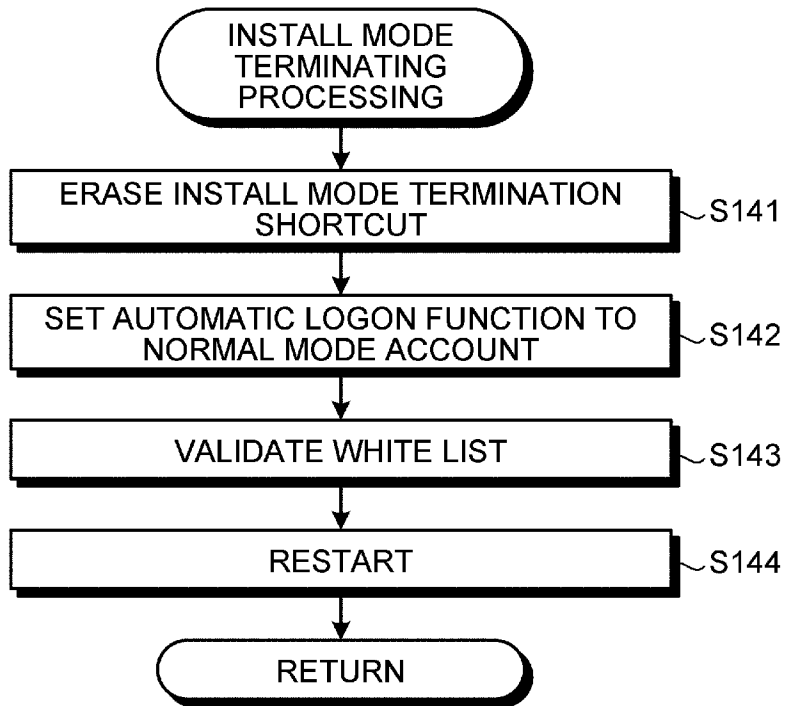 INSTALL MODE
TERMINATING
PROCESSING
ERASE INSTALL MODE TERMINATION
SHORTCUT
S141
SET AUTOMATIC LOGON FUNCTION TO
NORMAL MODE ACCOUNT
S142
VALIDATE WHITE LIST
S143
RESTART
S144
RETURN